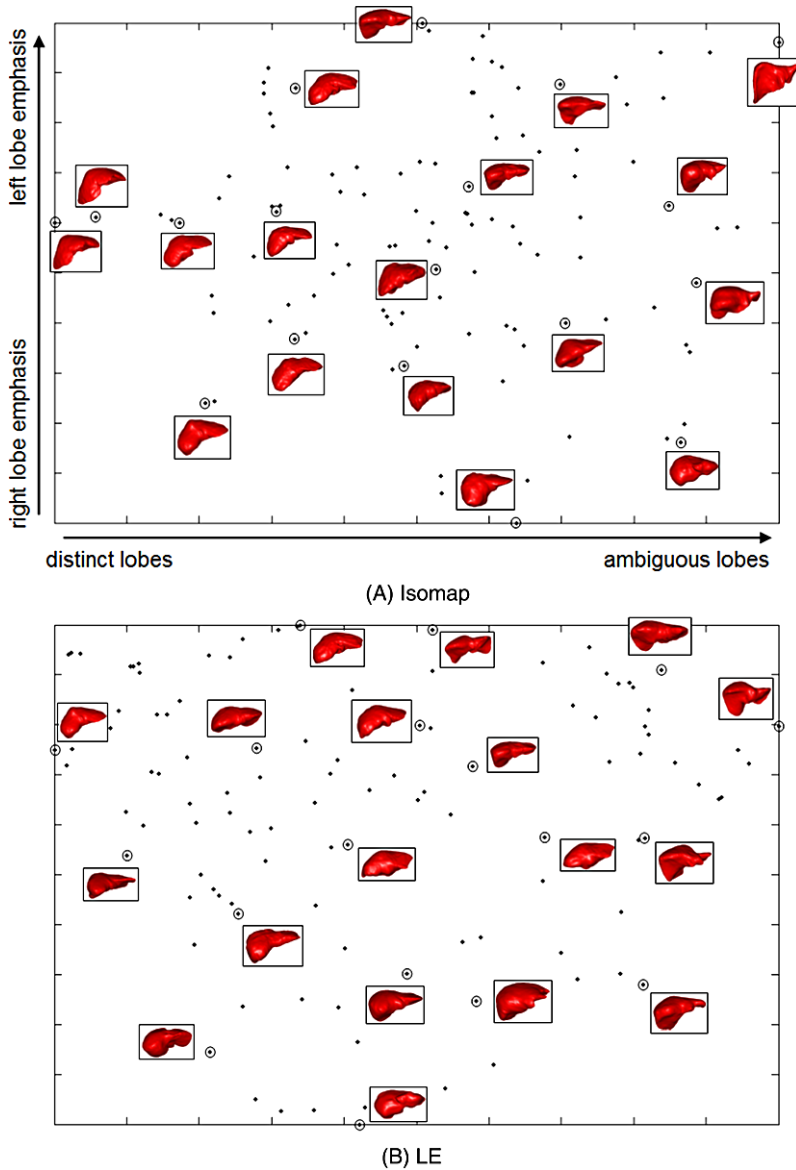 left lobe emphasis
right lobe emphasis
distinct lobes
ambiguous lobes
(A) Isomap
(B) LE